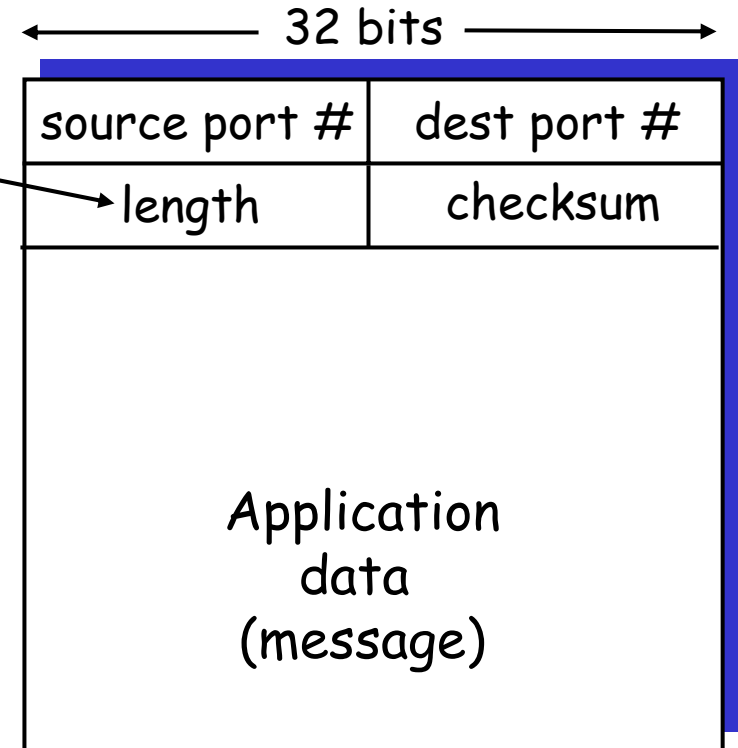 32 bits
source port # dest port #
length checksum
Application
data
(message)